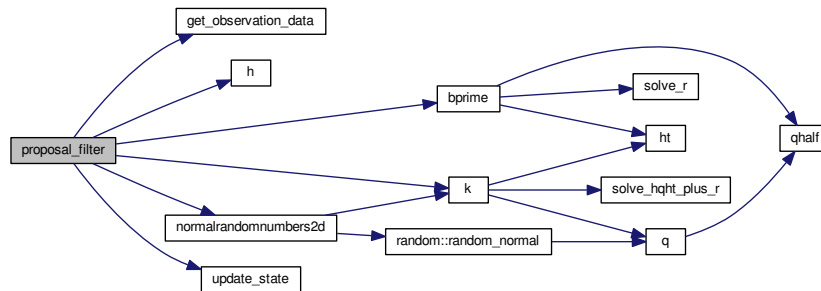 get_observation_data
h
bprime
solve_r
ht
qhalf
proposal_filter
k
solve_hqht_plus_r
normalrandomnumbers2d
random::random_normal
q
update_state